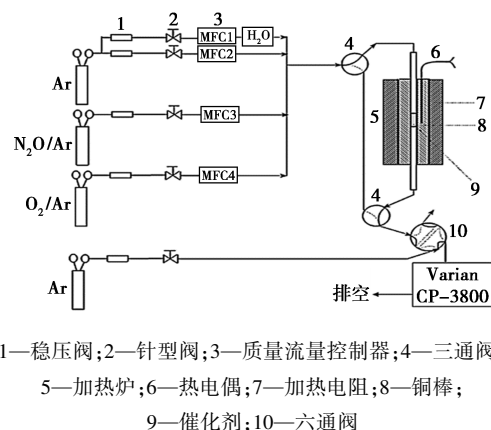 1 2 3
MFC1 H₂O
MFC2
Ar
4
6
N₂O/Ar
MFC3
5
7
8
O₂/Ar
MFC4
9
4
10
Ar
Varian
CP-3800
排空
1—稳压阀;2—针型阀;3—质量流量控制器;4—三通阀
5—加热炉;6—热电偶;7—加热电阻;8—铜棒;
9—催化剂;10—六通阀